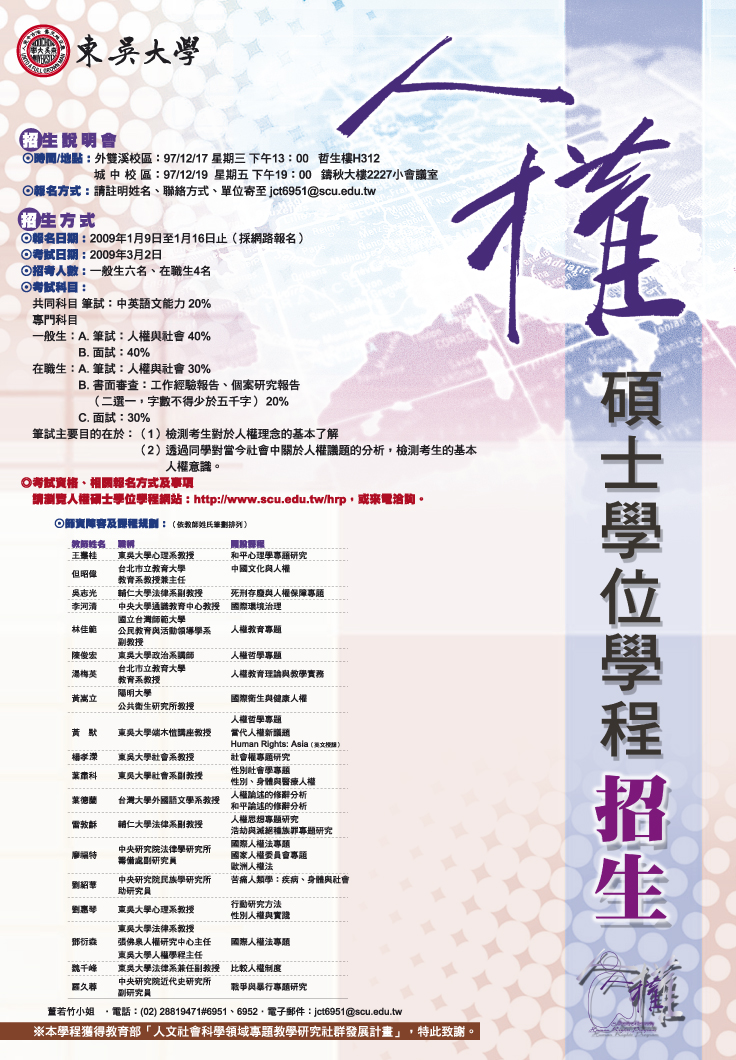 東吳大學
人權
碩士學位學程招生
招生說明會
⊙時間/地點：外雙溪校區：97/12/17 星期三 下午13：00 哲生樓H312
城 中 校 區：97/12/19 星期五 下午19：00 鑄秋大樓2227小會議室
⊙報名方式：請註明姓名、聯絡方式、單位寄至 jct6951@scu.edu.tw
招生方式
⊙報名日期：2009年1月9日至1月16日止（採網路報名）
⊙考試日期：2009年3月2日
⊙招考人數：一般生六名、在職生4名
⊙考試科目：
共同科目 筆試：中英語文能力 20%
專門科目
一般生：A. 筆試：人權與社會 40%
B. 面試：40%
在職生：A. 筆試：人權與社會 30%
B. 書面審查：工作經驗報告、個案研究報告
（二選一，字數不得少於五千字） 20%
C. 面試：30%
筆試主要目的在於：（1）檢測考生對於人權理念的基本了解
（2）透過同學對當今社會中關於人權議題的分析，檢測考生的基本
人權意識。
⊙考試資格、相關報名方式及事項
請瀏覽人權碩士學位學程網站：http://www.scu.edu.tw/hrp，或來電洽詢。
⊙師資陣容及課程規劃：（依教師姓氏筆劃排列）
教師姓名 職稱 開設課程
王叢桂 東吳大學心理系教授 和平心理學專題研究
但昭偉 台北市立教育大學 中國文化與人權
教育系教授兼主任
吳志光 輔仁大學法律系副教授 死刑存廢與人權保障專題
李河清 中央大學通識教育中心教授 國際環境治理
林佳範 國立台灣師範大學 人權教育專題
公民教育與活動領導學系
副教授
陳俊宏 東吳大學政治系講師 人權哲學專題
湯梅英 台北市立教育大學 人權教育理論與教學實務
教育系教授
黃嵩立 陽明大學 國際衛生與健康人權
公共衛生研究所教授
黃 默 東吳大學端木愷講座教授 人權哲學專題
當代人權新議題
Human Rights: Asia（英文授課）
楊孝濚 東吳大學社會系教授 社會權專題研究
葉肅科 東吳大學社會系副教授 性別社會學專題
性別、身體與醫療人權
葉德蘭 台灣大學外國語文學系教授 人權論述的修辭分析
和平論述的修辭分析
雷敦龢 輔仁大學法律系副教授 人權思想專題研究
浩劫與滅絕種族罪專題研究
廖福特 中央研究院法律學研究所 國際人權法專題
籌備處副研究員 國家人權委員會專題
歐洲人權法
劉紹華 中央研究院民族學研究所 苦痛人類學：疾病、身體與社會
助研究員
劉惠琴 東吳大學心理系教授 行動研究方法
性別人權與實踐
鄧衍森 東吳大學法律系教授 國際人權法專題
張佛泉人權研究中心主任
東吳大學人權學程主任
魏千峰 東吳大學法律系兼任副教授 比較人權制度
羅久蓉 中央研究院近代史研究所 戰爭與暴行專題研究
副研究員
董若竹小姐 ・電話：(02) 28819471#6951、6952・電子郵件：jct6951@scu.edu.tw
※本學程獲得教育部「人文社會科學領域專題教學研究社群發展計畫」，特此致謝。
人權